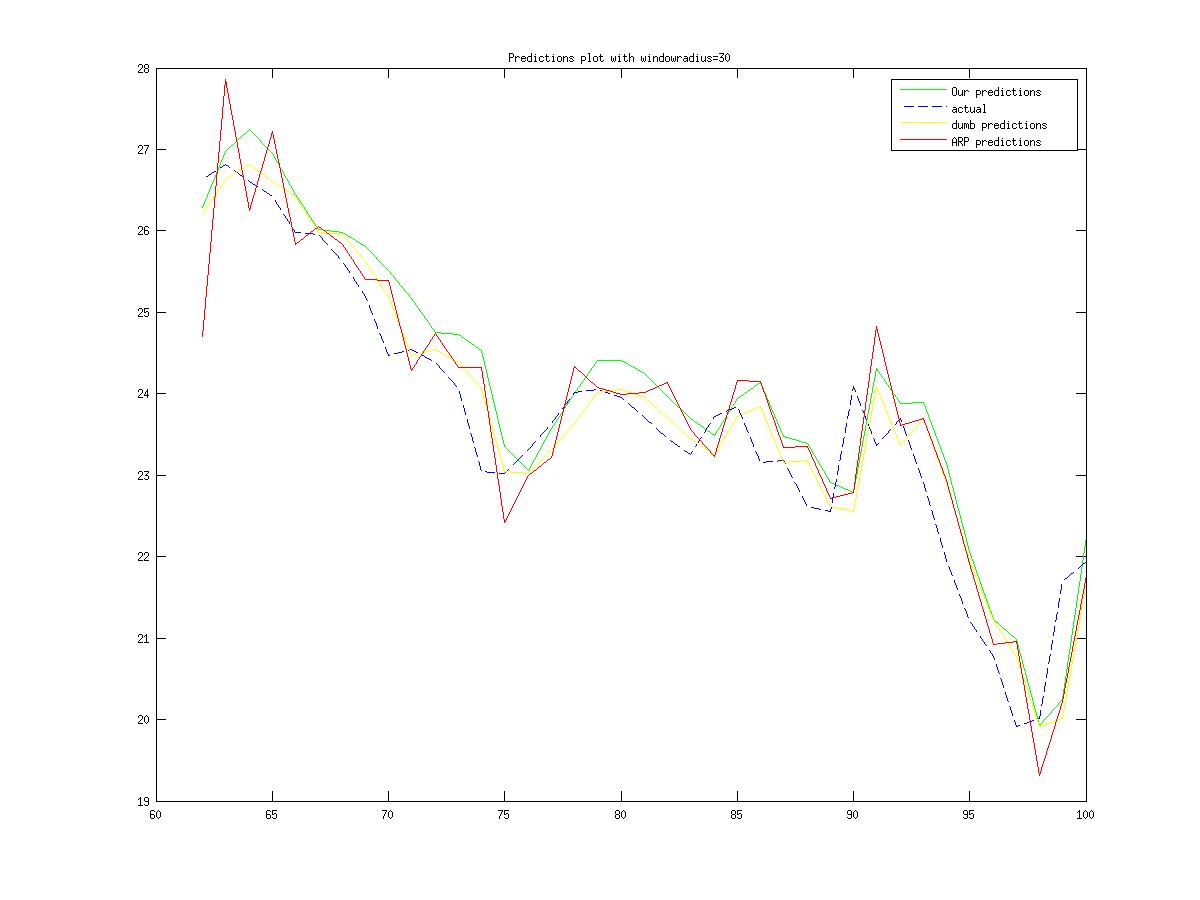 Predictions plot with windowradius=30
28
Our predictions
actual
dumb predictions
ARP predictions
27
26
25
24
23
22
21
20
19
60 65 70 75 80 85 90 95 100